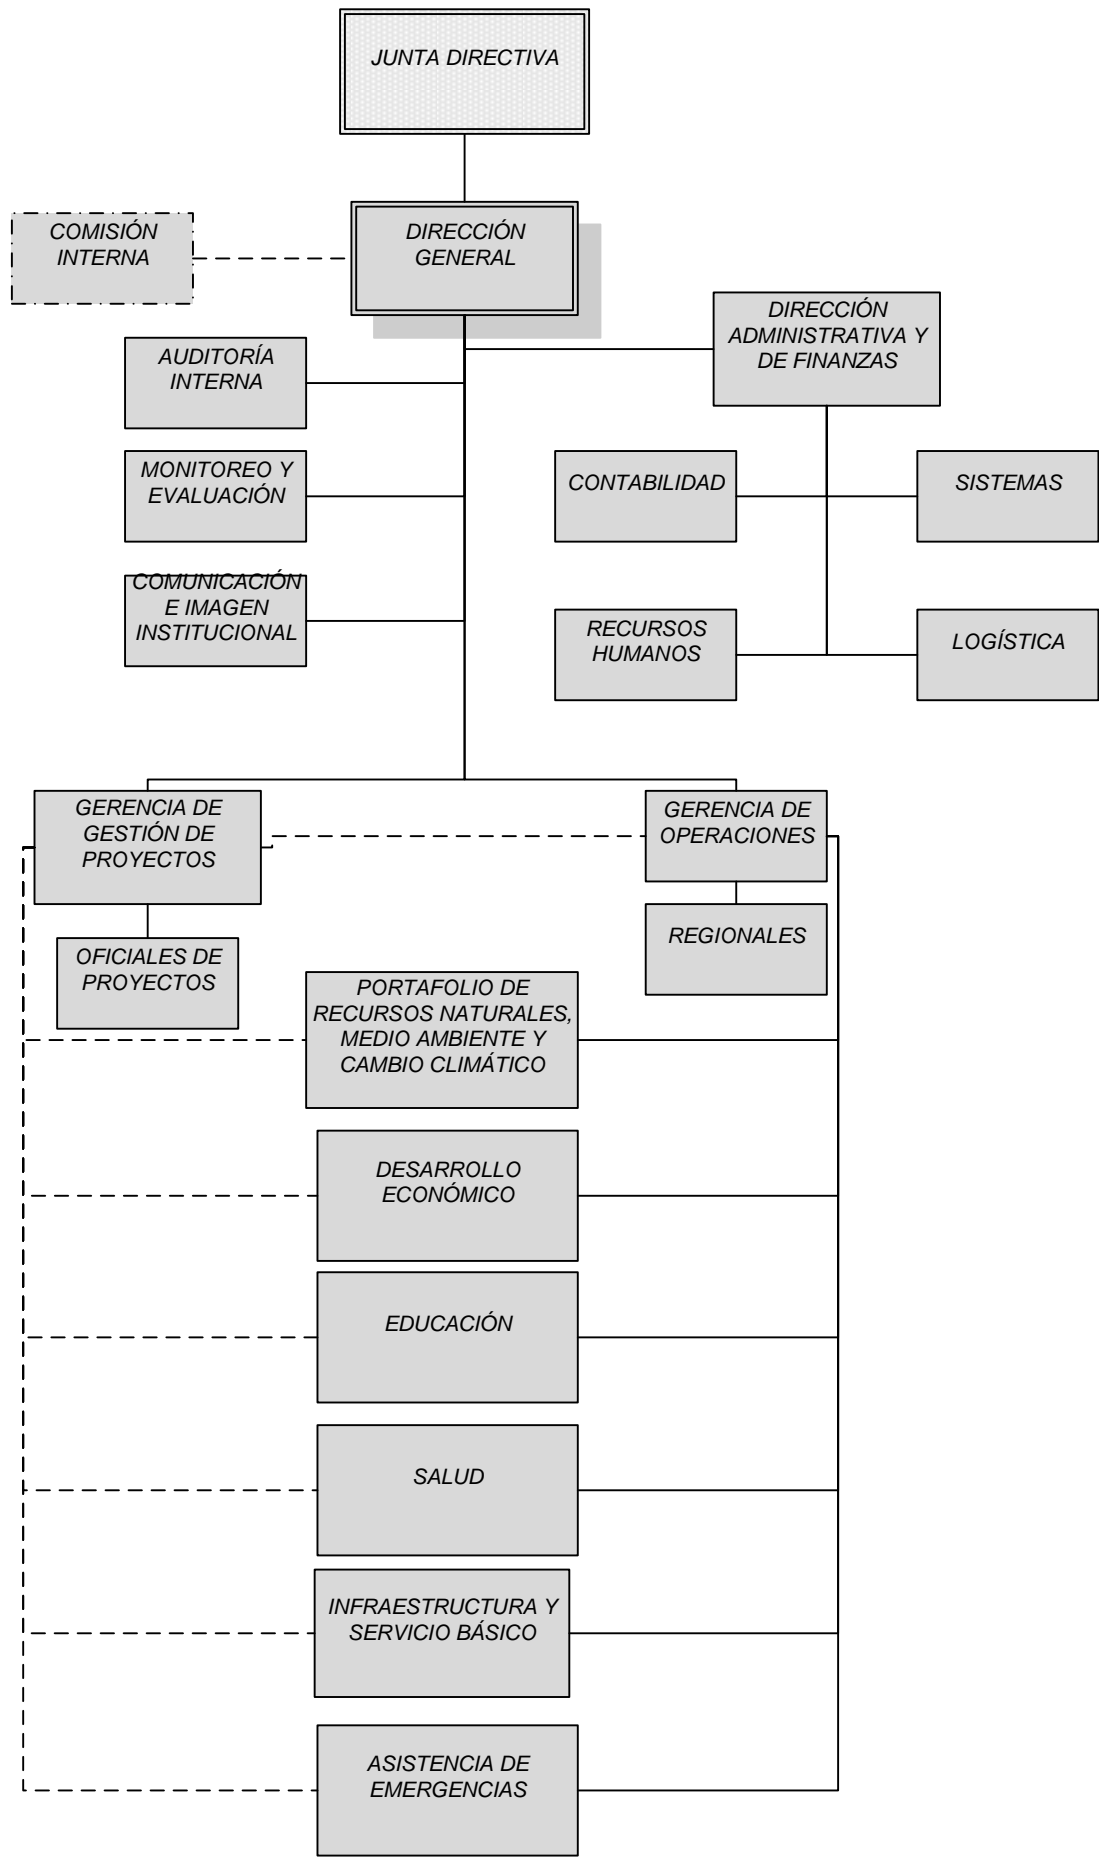 JUNTA DIRECTIVA
COMISIÓN
INTERNA
DIRECCIÓN
GENERAL
DIRECCIÓN
ADMINISTRATIVA Y
DE FINANZAS
AUDITORÍA
INTERNA
MONITOREO Y
EVALUACIÓN
CONTABILIDAD
SISTEMAS
COMUNICACIÓN
E IMAGEN
INSTITUCIONAL
RECURSOS
HUMANOS
LOGÍSTICA
GERENCIA DE
GESTIÓN DE
PROYECTOS
GERENCIA DE
OPERACIONES
OFICIALES DE
PROYECTOS
REGIONALES
PORTAFOLIO DE
RECURSOS NATURALES,
MEDIO AMBIENTE Y
CAMBIO CLIMÁTICO
DESARROLLO
ECONÓMICO
EDUCACIÓN
SALUD
INFRAESTRUCTURA Y
SERVICIO BÁSICO
ASISTENCIA DE
EMERGENCIAS